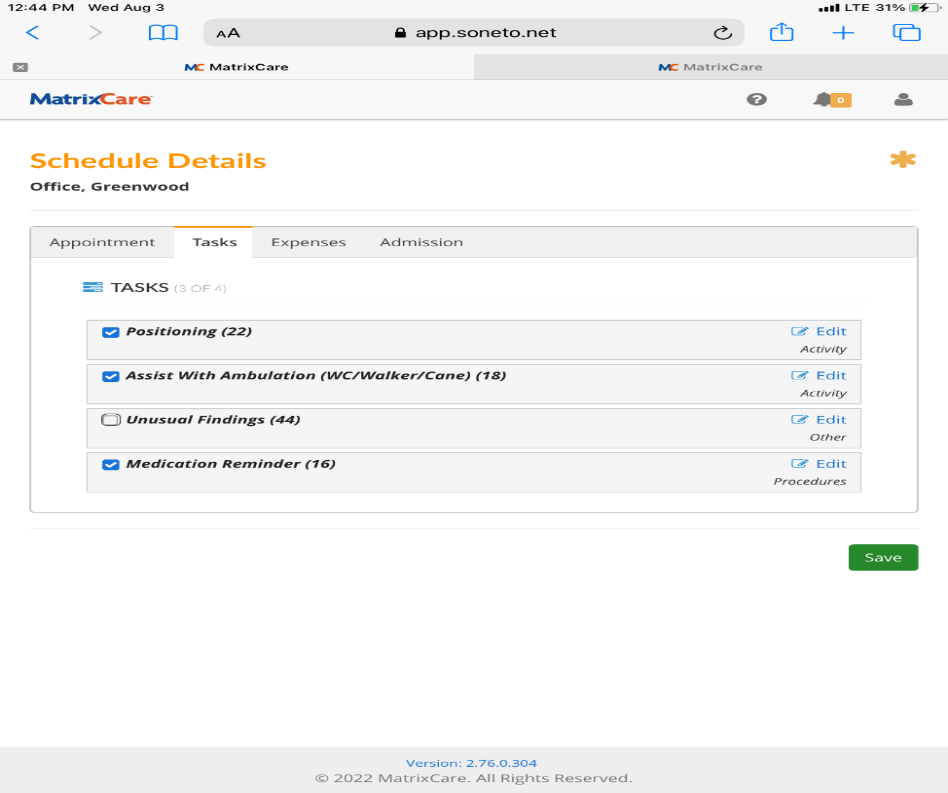 12:44 PM Wed Aug 3 LTE 31%
AA app.soneto.net
MC MatrixCare MC MatrixCare
MatrixCare 0
Schedule Details
Office, Greenwood
Appointment Tasks Expenses Admission
TASKS (3 OF 4)
Positioning (22) Edit
Activity
Assist With Ambulation (WC/Walker/Cane) (18) Edit
Activity
Unusual Findings (44) Edit
Other
Medication Reminder (16) Edit
Procedures
Save
Version: 2.76.0.304
© 2022 MatrixCare. All Rights Reserved.